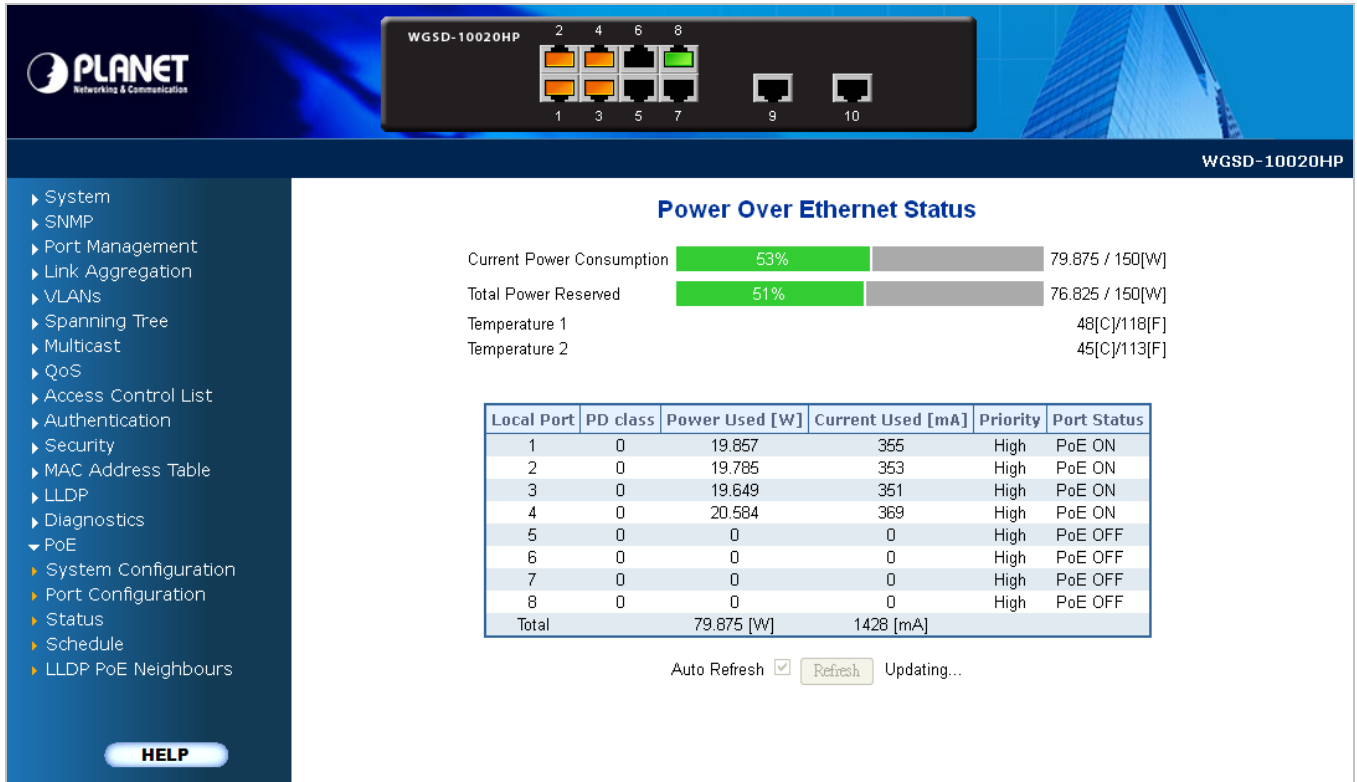 PLANET
Networking & Communication
WGSD-10020HP
2 4 6 8
1 3 5 7 9 10
WGSD-10020HP
System
SNMP
Port Management
Link Aggregation
VLANs
Spanning Tree
Multicast
QoS
Access Control List
Authentication
Security
MAC Address Table
LLDP
Diagnostics
PoE
System Configuration
Port Configuration
Status
Schedule
LLDP PoE Neighbours
HELP
Power Over Ethernet Status
Current Power Consumption 53% 79.875 / 150[W]
Total Power Reserved 51% 76.825 / 150[W]
Temperature 1 48[C]/118[F]
Temperature 2 45[C]/113[F]
Local Port PD class Power Used [W] Current Used [mA] Priority Port Status
1 0 19.857 355 High PoE ON
2 0 19.785 353 High PoE ON
3 0 19.649 351 High PoE ON
4 0 20.584 369 High PoE ON
5 0 0 0 High PoE OFF
6 0 0 0 High PoE OFF
7 0 0 0 High PoE OFF
8 0 0 0 High PoE OFF
Total 79.875 [W] 1428 [mA]
Auto Refresh Refresh Updating...